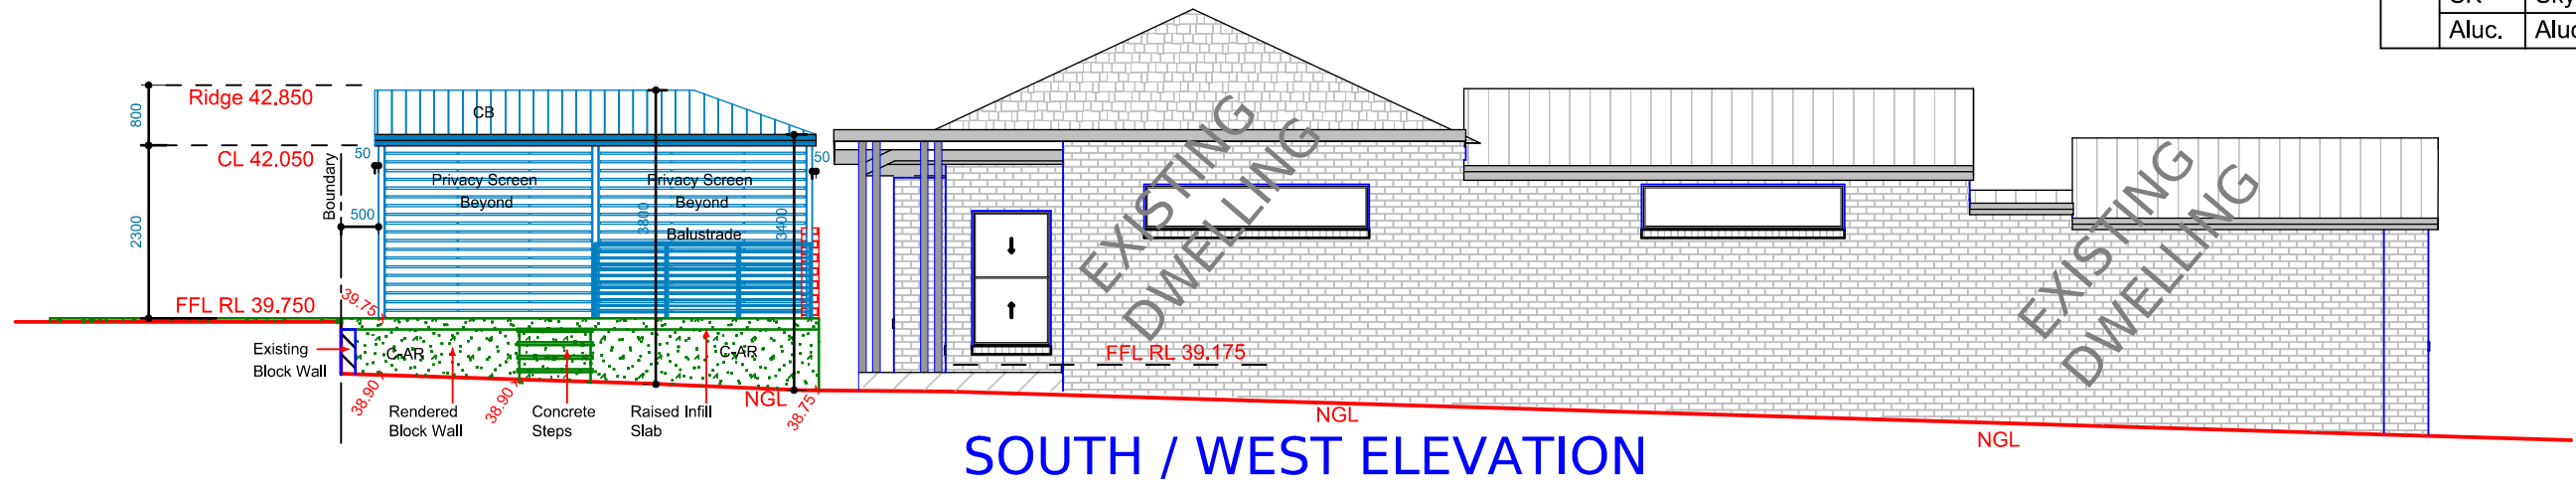 Aluc.
Ridge 42.850
800
CB
CL 42.050
50
50
Boundary
Privacy Screen
Beyond
Privacy Screen
Beyond
500
2300
3800
3400
Balustrade
FFL RL 39.750
39.75
Existing
Block Wall
C-AR
C-AR
38.90
38.90
38.75
Rendered
Block Wall
Concrete
Steps
Raised Infill
Slab
NGL
EXISTING
DWELLING
FFL RL 39.175
EXISTING
DWELLING
NGL
NGL
SOUTH / WEST ELEVATION